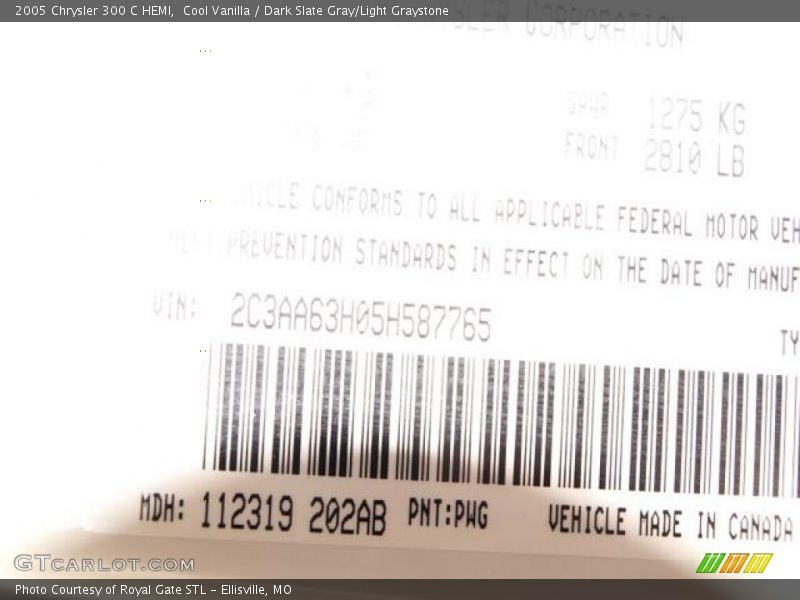 2005 Chrysler 300 C HEMI,  Cool Vanilla / Dark Slate Gray/Light Graystone
CORPORATION
GAWR 1275 KG
FRONT 2810 LB
CONFORMS TO ALL APPLICABLE FEDERAL MOTOR VEH
PREVENTION STANDARDS IN EFFECT ON THE DATE OF MANUF
VIN: 2C3AA63H05H587765
TY
MDH: 112319 202AB PNT:PWG VEHICLE MADE IN CANADA
GTCARLOT.COM
Photo Courtesy of Royal Gate STL - Ellisville, MO